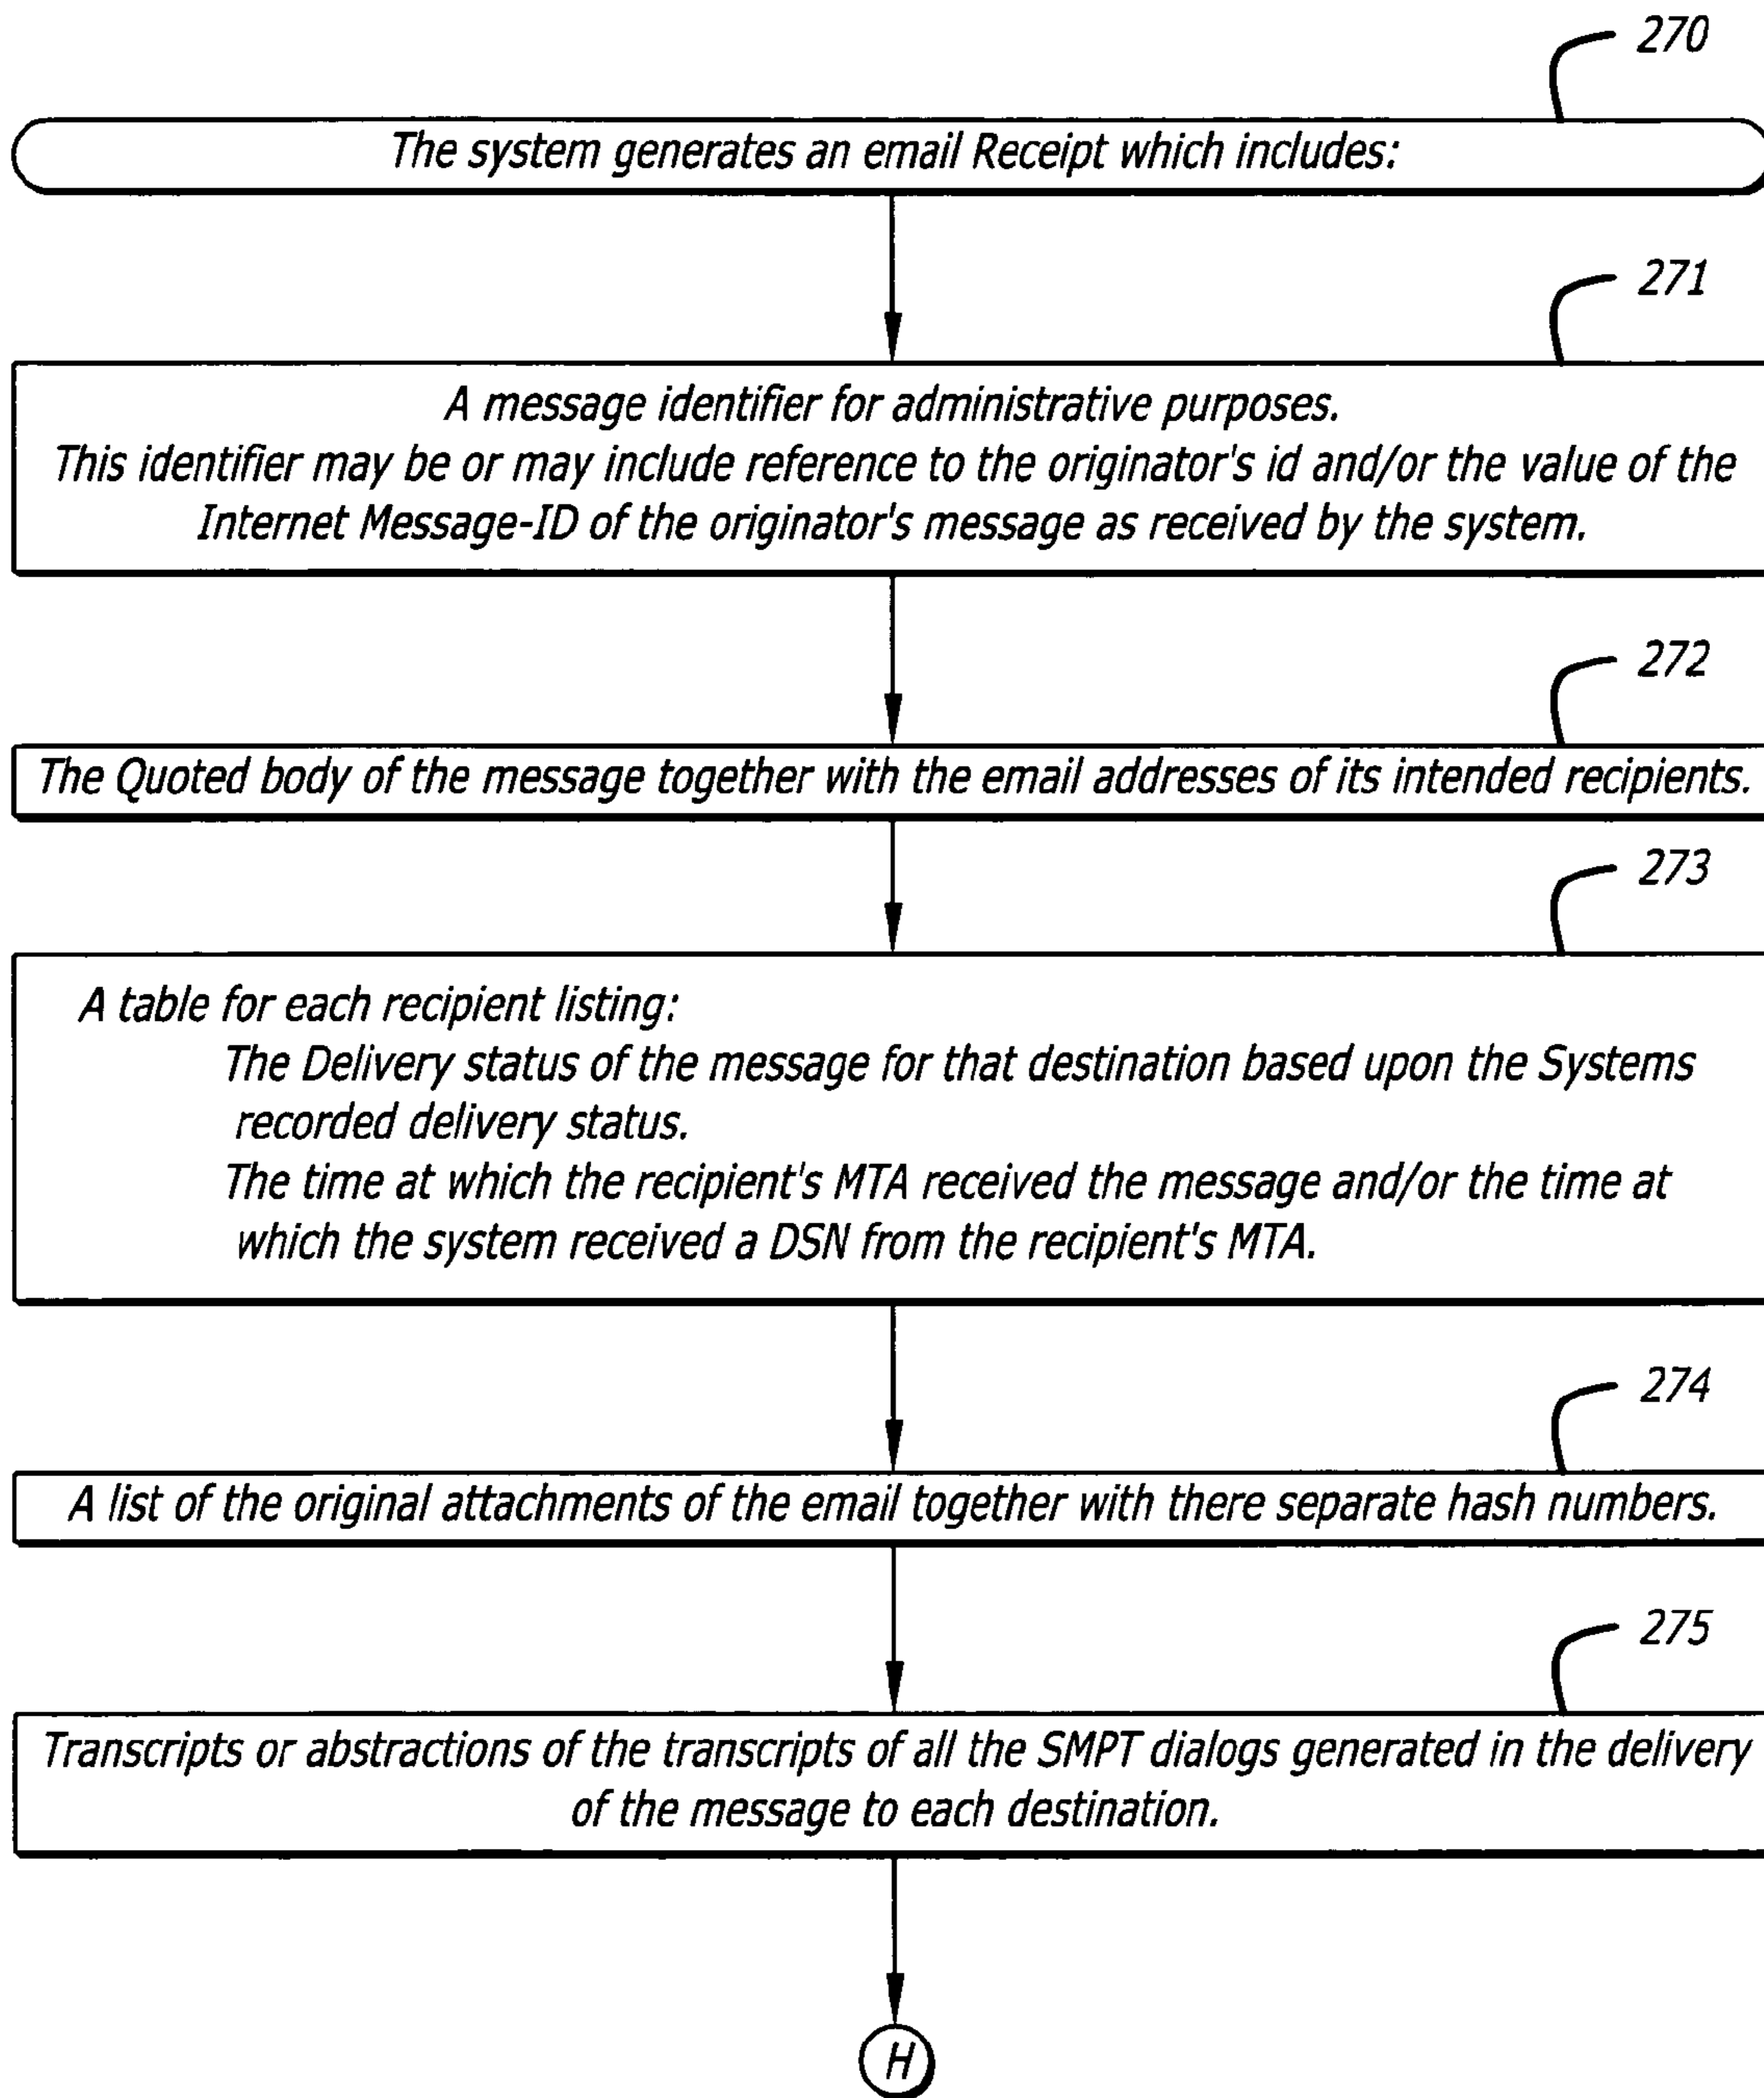 270
The system generates an email Receipt which includes:
271
A message identifier for administrative purposes.
This identifier may be or may include reference to the originator's id and/or the value of the
Internet Message-ID of the originator's message as received by the system.
272
The Quoted body of the message together with the email addresses of its intended recipients.
273
A table for each recipient listing:
The Delivery status of the message for that destination based upon the Systems
recorded delivery status.
The time at which the recipient's MTA received the message and/or the time at
which the system received a DSN from the recipient's MTA.
274
A list of the original attachments of the email together with there separate hash numbers.
275
Transcripts or abstractions of the transcripts of all the SMPT dialogs generated in the delivery
of the message to each destination.
H